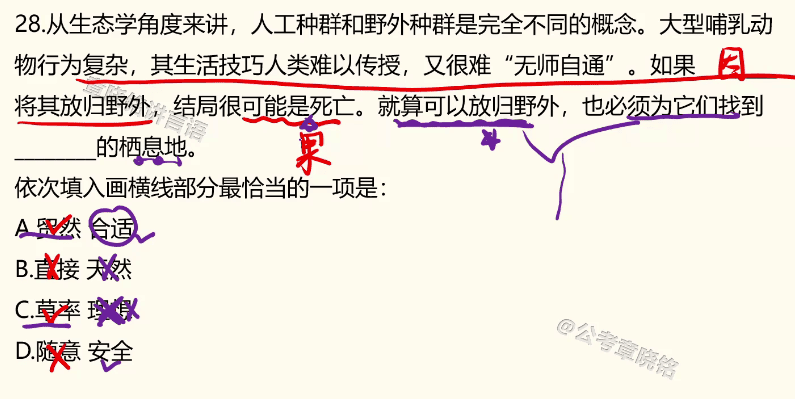 28.从生态学角度来讲，人工种群和野外种群是完全不同的概念。大型哺乳动
物行为复杂，其生活技巧人类难以传授，又很难“无师自通”。如果 因
将其放归野外，结局很可能是死亡。就算可以放归野外，也必须为它们找到
________的栖息地。
果
依次填入画横线部分最恰当的一项是：
A.贸然 合适
B.直接 天然
C.草率 理想
D.随意 安全
@公考章晓铭